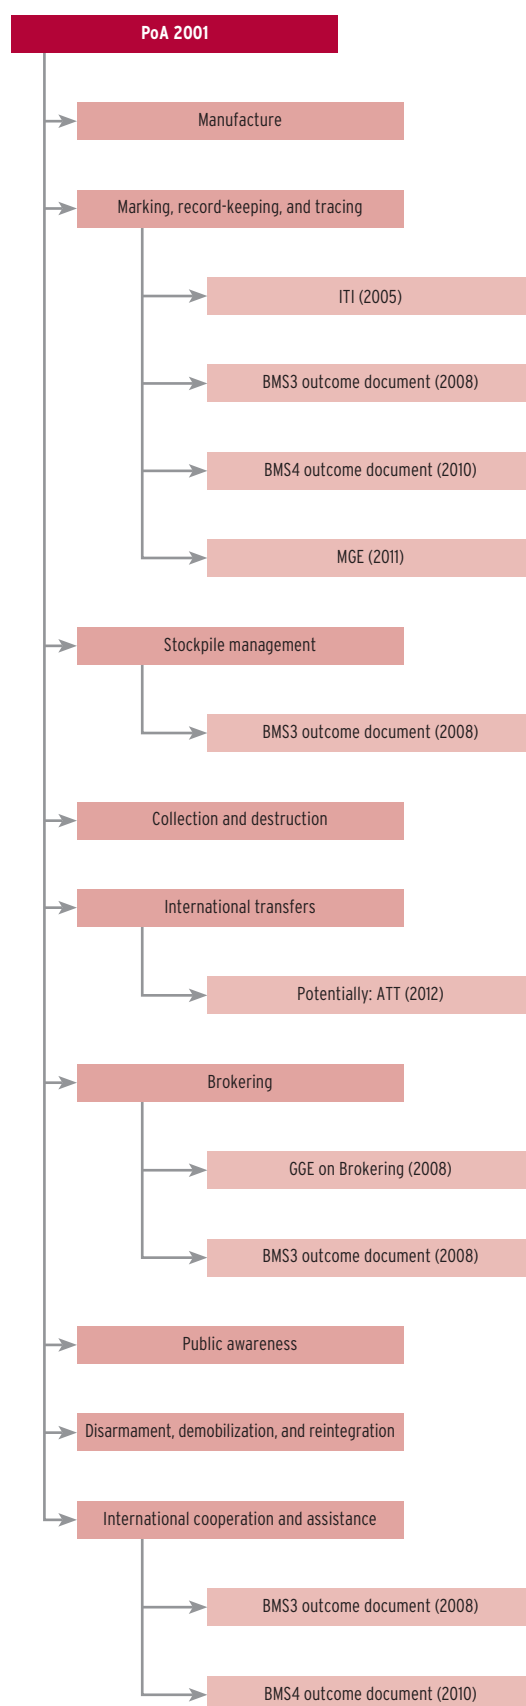 PoA 2001
Manufacture
Marking, record-keeping, and tracing
ITI (2005)
BMS3 outcome document (2008)
BMS4 outcome document (2010)
MGE (2011)
Stockpile management
BMS3 outcome document (2008)
Collection and destruction
International transfers
Potentially: ATT (2012)
Brokering
GGE on Brokering (2008)
BMS3 outcome document (2008)
Public awareness
Disarmament, demobilization, and reintegration
International cooperation and assistance
BMS3 outcome document (2008)
BMS4 outcome document (2010)